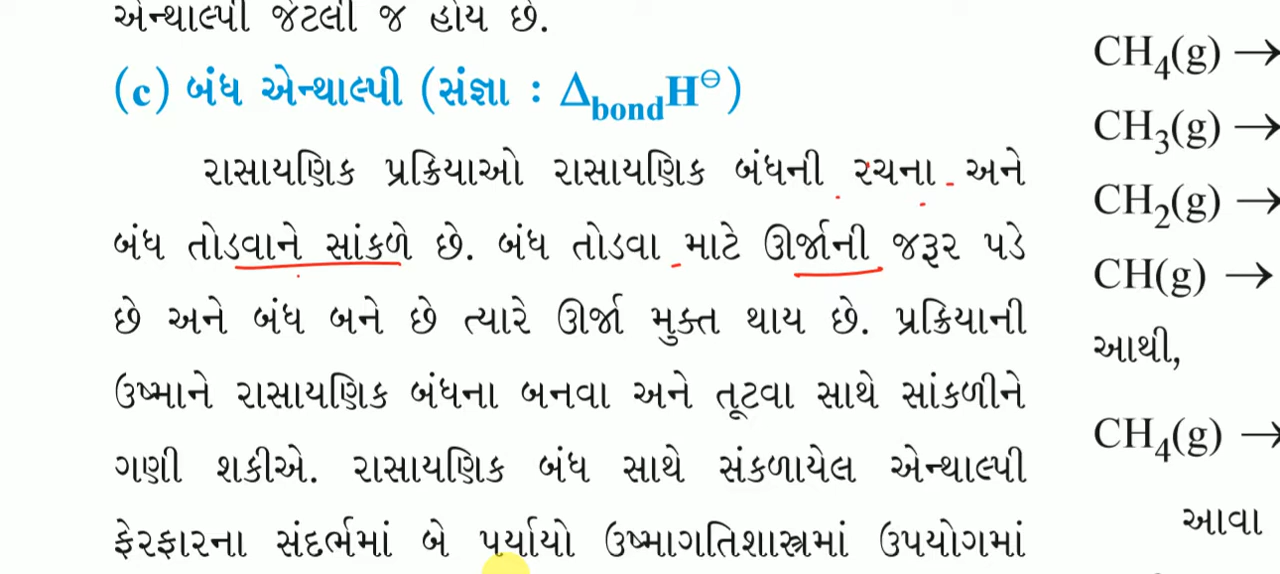 એન્થાલ્પી જેટલી જ હોય છે.
(c) બંધ એન્થાલ્પી (સંજ્ઞા : Δbond H⊖)
રાસાયણિક પ્રક્રિયાઓ રાસાયણિક બંધની રચના અને
બંધ તોડવાને સાંકળે છે. બંધ તોડવા માટે ઊર્જાની જરૂર પડે
છે અને બંધ બને છે ત્યારે ઊર્જા મુક્ત થાય છે. પ્રક્રિયાની
ઉષ્માને રાસાયણિક બંધના બનવા અને તૂટવા સાથે સાંકળીને
ગણી શકીએ. રાસાયણિક બંધ સાથે સંકળાયેલ એન્થાલ્પી
ફેરફારના સંદર્ભમાં બે પર્યાયો ઉષ્માગતિશાસ્ત્રમાં ઉપયોગમાં
CH₄(g) →
CH₃(g) →
CH₂(g) →
CH(g) →
આથી,
CH₄(g) →
આવા